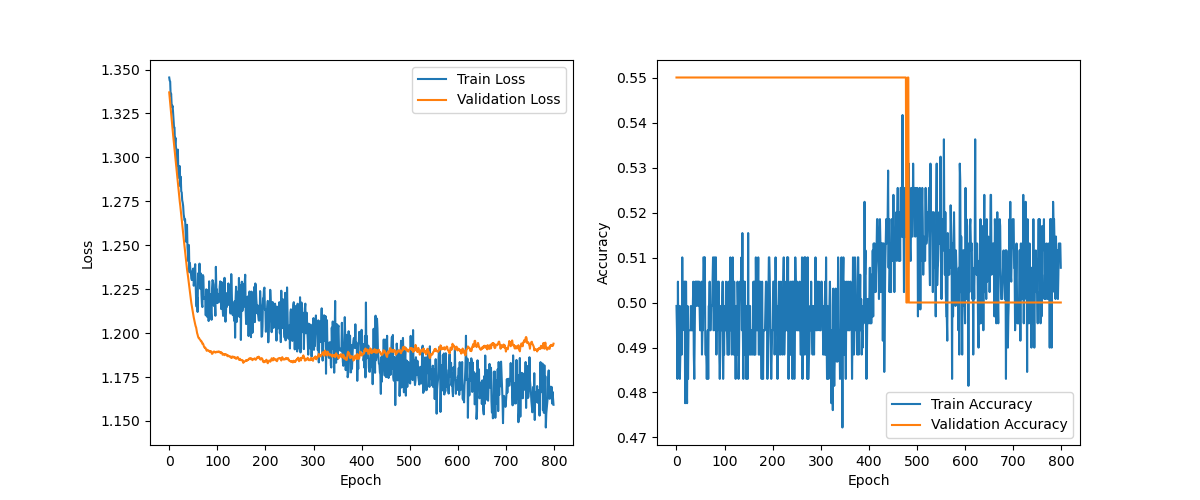 1.350
1.325
1.300
1.275
1.250
1.225
1.200
1.175
1.150
Loss
0 100 200 300 400 500 600 700 800
Epoch
Train Loss
Validation Loss
0.55
0.54
0.53
0.52
0.51
0.50
0.49
0.48
0.47
Accuracy
0 100 200 300 400 500 600 700 800
Epoch
Train Accuracy
Validation Accuracy